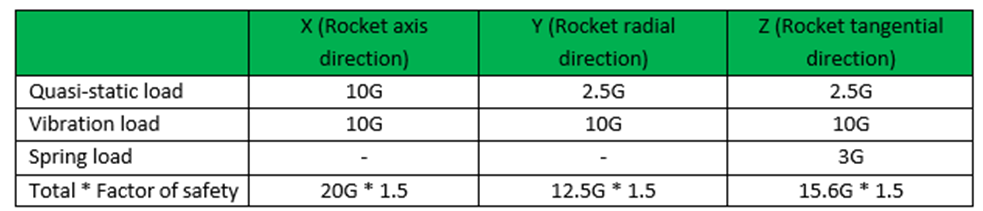 X (Rocket axis direction) Y (Rocket radial direction) Z (Rocket tangential direction)
Quasi-static load 10G 2.5G 2.5G
Vibration load 10G 10G 10G
Spring load - - 3G
Total * Factor of safety 20G * 1.5 12.5G * 1.5 15.6G * 1.5